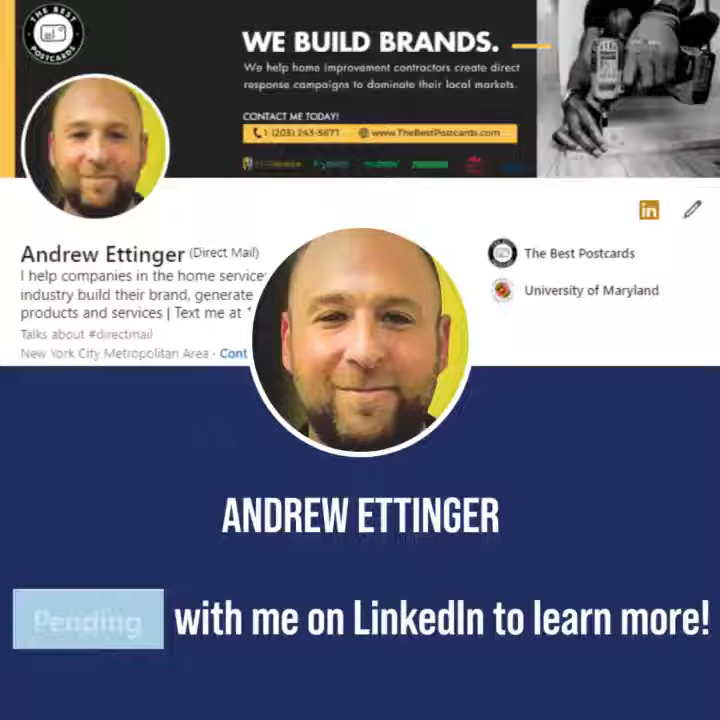 THE BEST
POSTCARDS
WE BUILD BRANDS.
We help home improvement contractors create direct
response campaigns to dominate their local markets.
CONTACT ME TODAY!
1 (203) 243-5671 www.TheBestPostcards.com
in
Andrew Ettinger (Direct Mail)
I help companies in the home service
industry build their brand, generate
products and services | Text me at
Talks about #directmail
New York City Metropolitan Area · Cont
The Best Postcards
University of Maryland
ANDREW ETTINGER
Pending with me on LinkedIn to learn more!